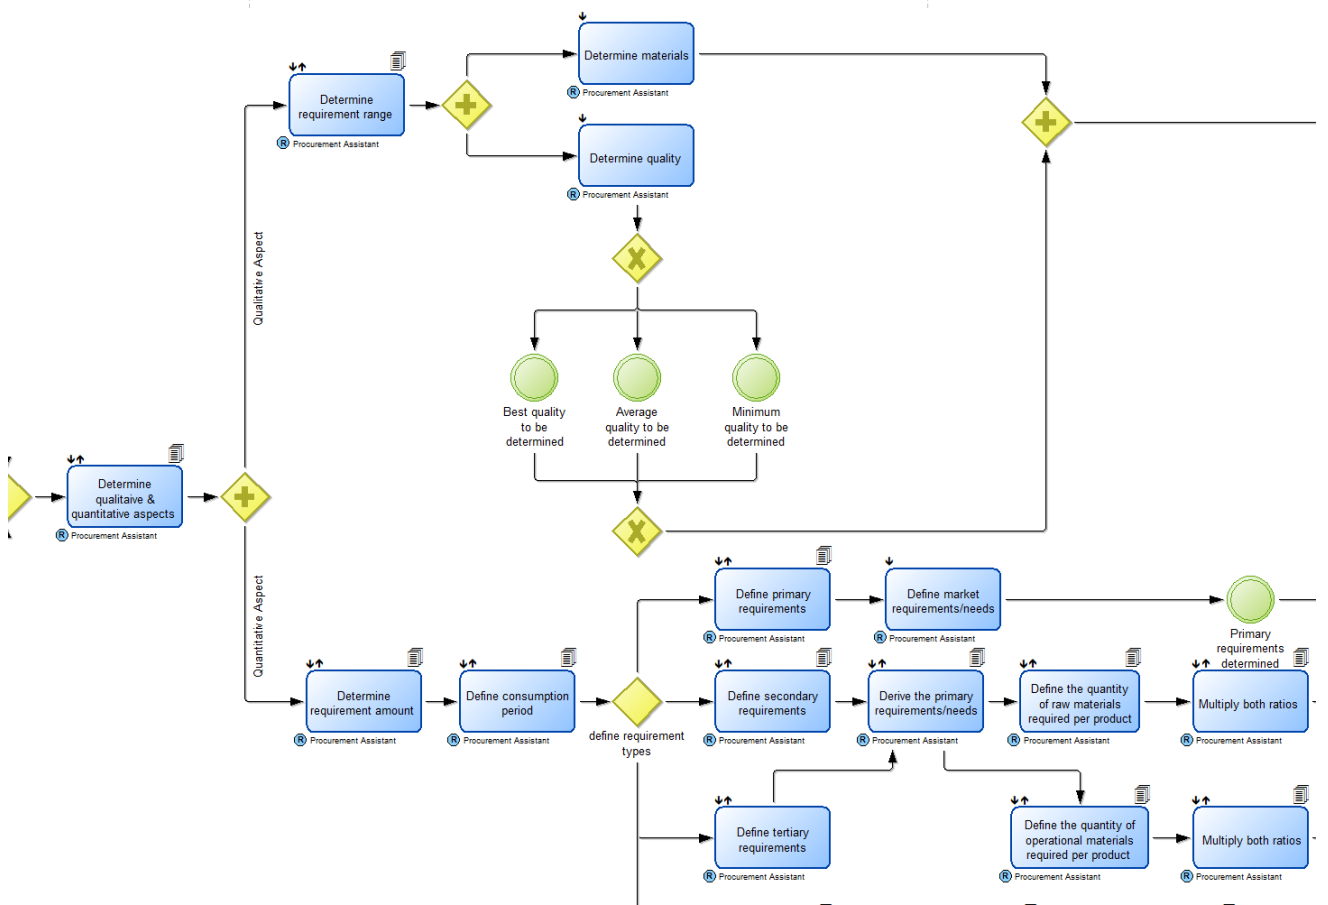 Determine materials
R Procurement Assistant
Determine
requirement range
R Procurement Assistant
Determine quality
R Procurement Assistant
Qualitative Aspect
Best quality
to be
determined
Average
quality to be
determined
Minimum
quality to be
determined
Determine
qualitaive &
quantitative aspects
R Procurement Assistant
Quantitative Aspect
Define primary
requirements
R Procurement Assistant
Define market
requirements/needs
R Procurement Assistant
Primary
requirements
determined
Determine
requirement amount
R Procurement Assistant
Define consumption
period
R Procurement Assistant
define requirement
types
Define secondary
requirements
R Procurement Assistant
Derive the primary
requirements/needs
R Procurement Assistant
Define the quantity
of raw materials
required per product
R Procurement Assistant
Multiply both ratios
R Procurement Assistant
Define tertiary
requirements
R Procurement Assistant
Define the quantity of
operational materials
required per product
R Procurement Assistant
Multiply both ratios
R Procurement Assistant